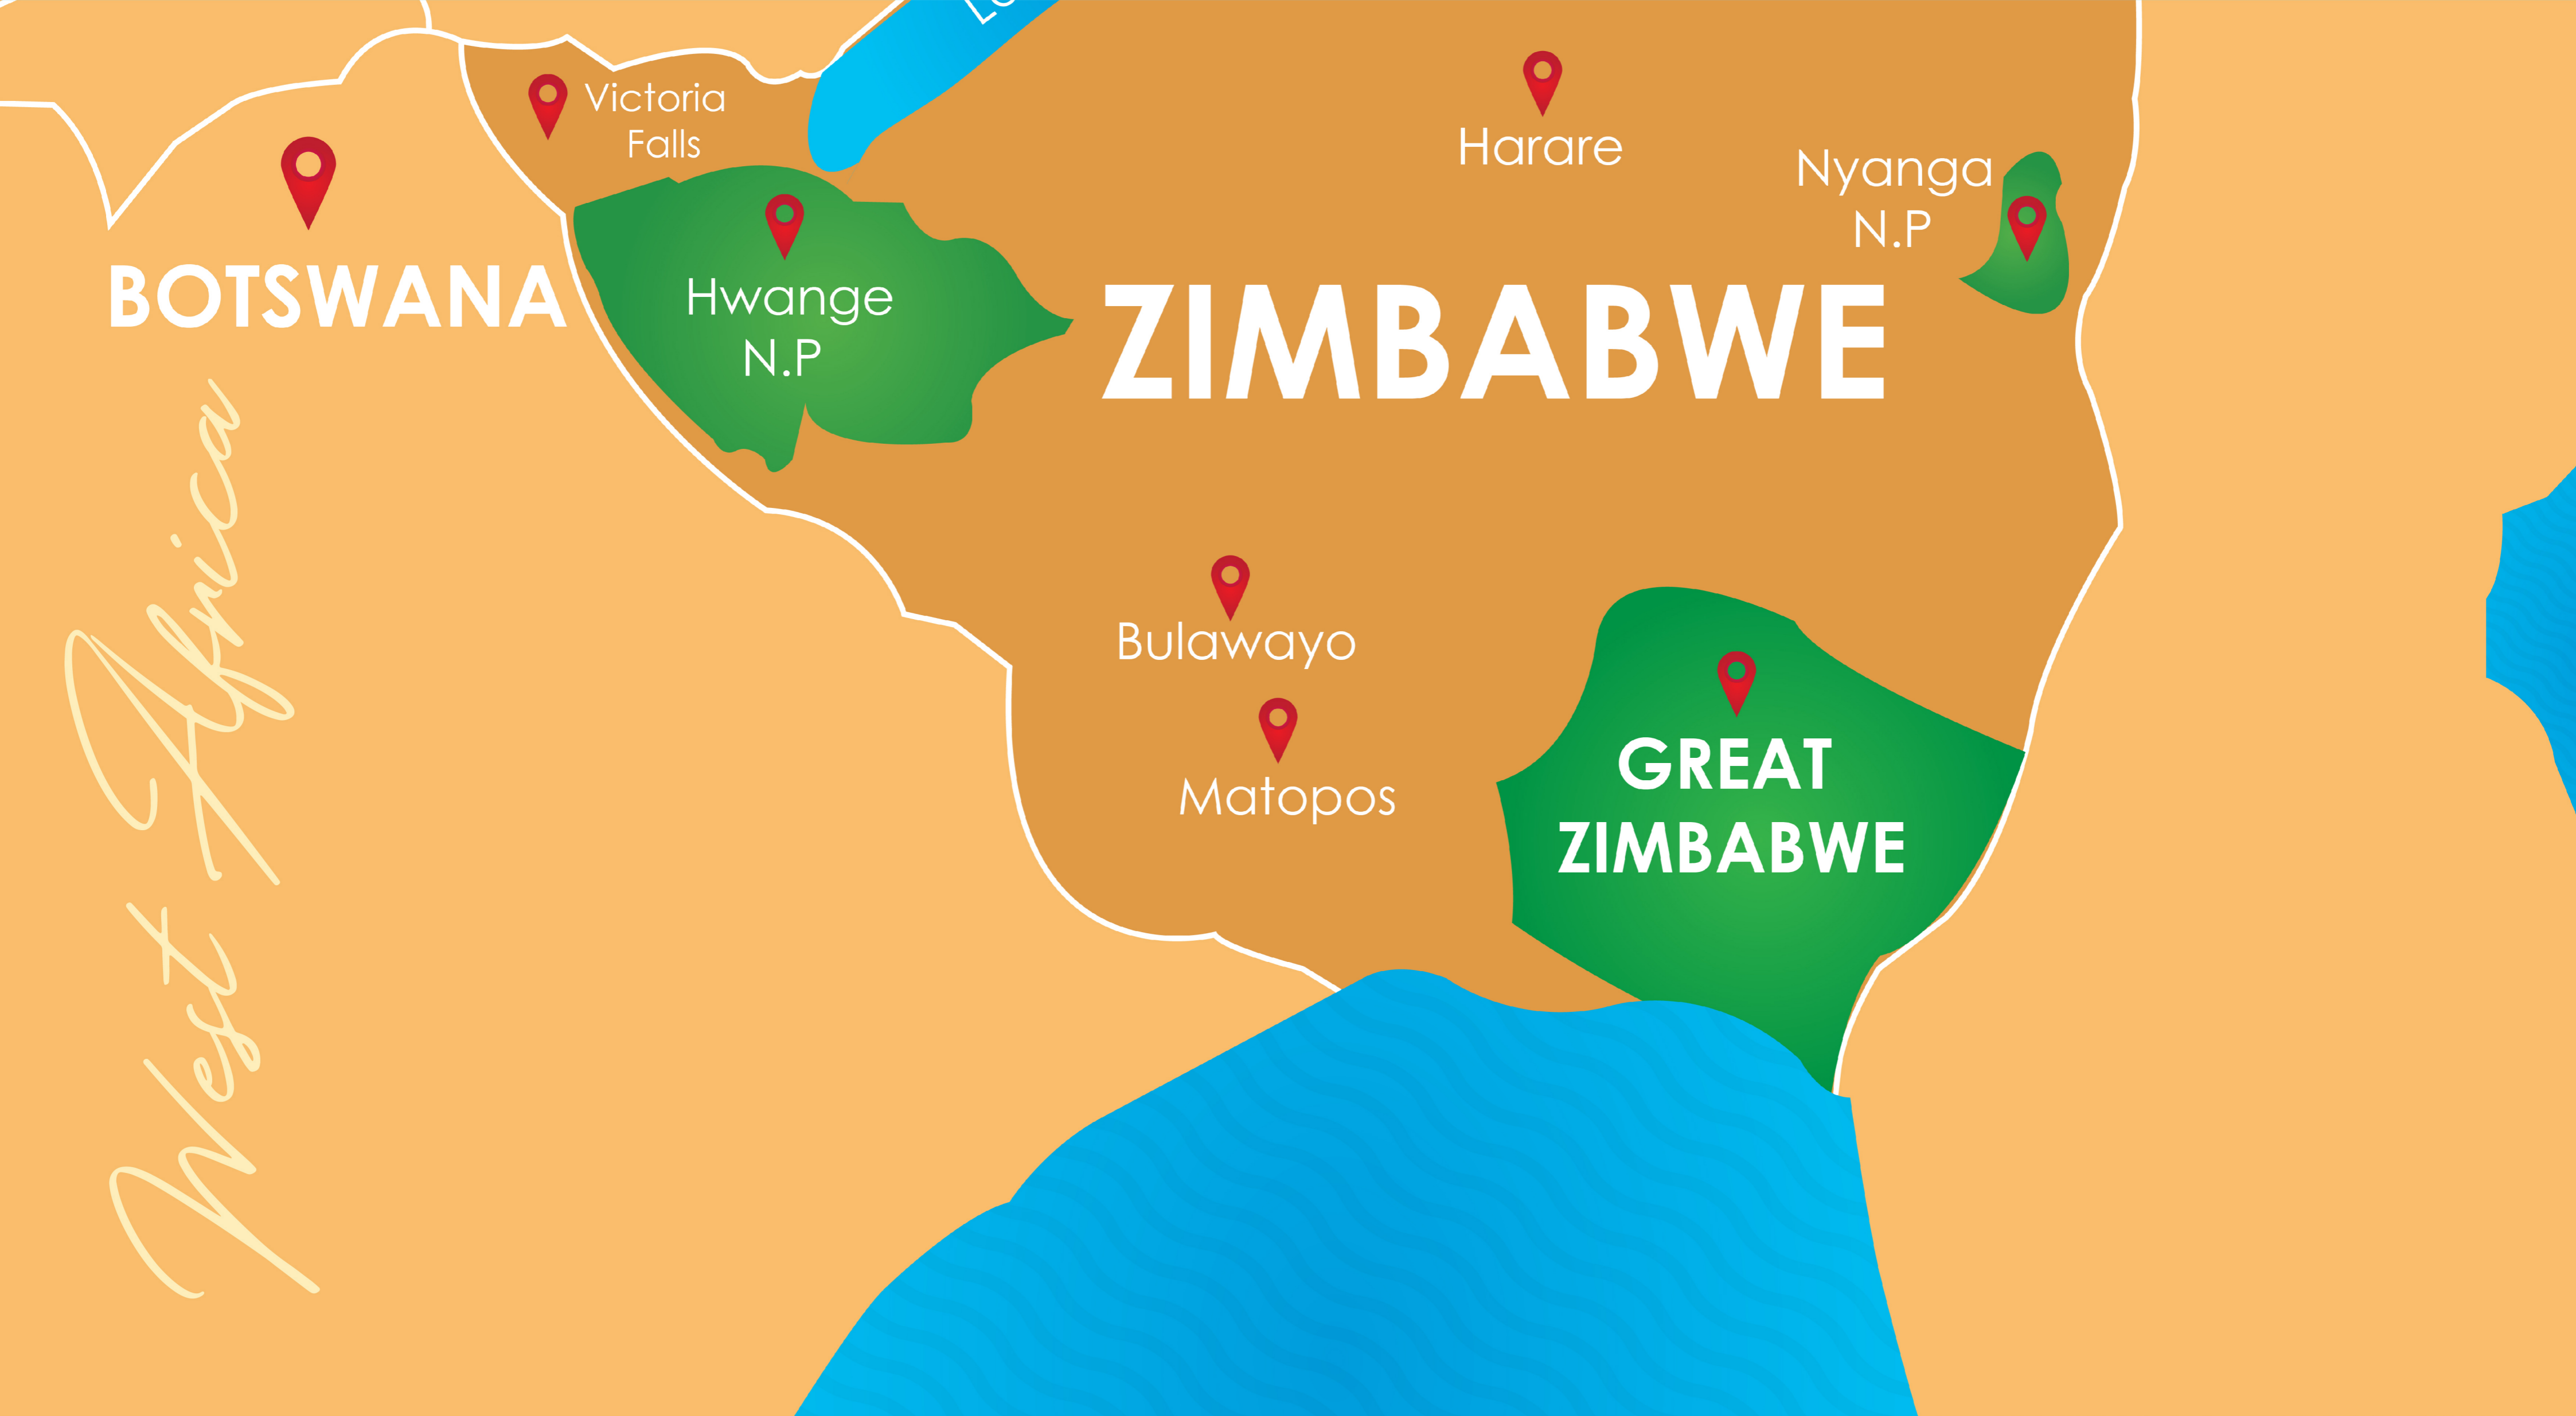 Victoria
Falls
Harare
Nyanga
N.P
BOTSWANA
Hwange
N.P
ZIMBABWE
West Africa
Bulawayo
Matopos
GREAT
ZIMBABWE